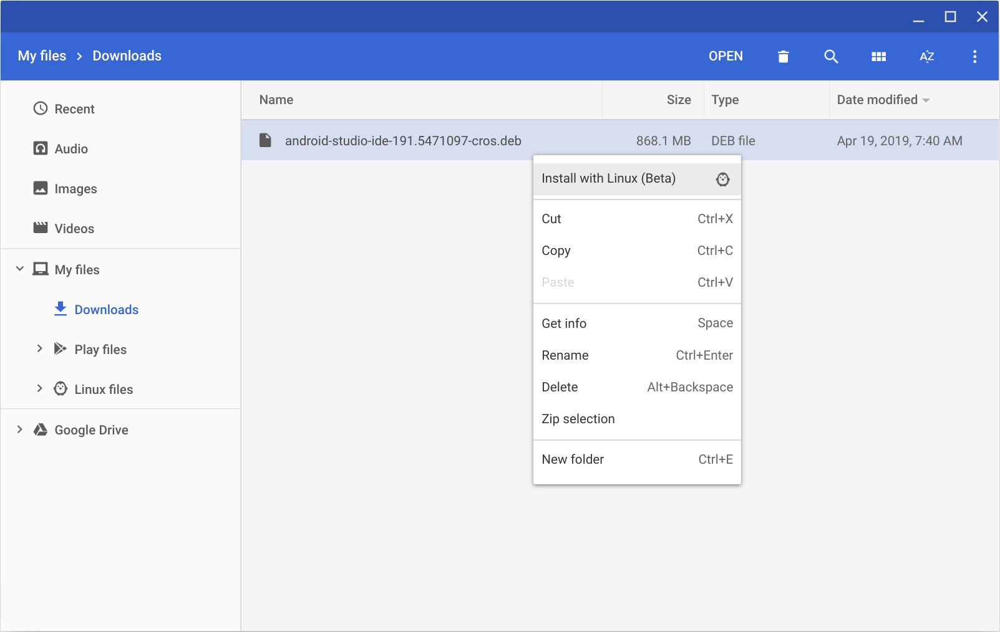 My files > Downloads
OPEN
AZ
Name Size Type Date modified
android-studio-ide-191.5471097-cros.deb 868.1 MB DEB file Apr 19, 2019, 7:40 AM
Recent
Audio
Images
Videos
My files
Downloads
Play files
Linux files
Google Drive
Install with Linux (Beta)
Cut Ctrl+X
Copy Ctrl+C
Paste Ctrl+V
Get info Space
Rename Ctrl+Enter
Delete Alt+Backspace
Zip selection
New folder Ctrl+E